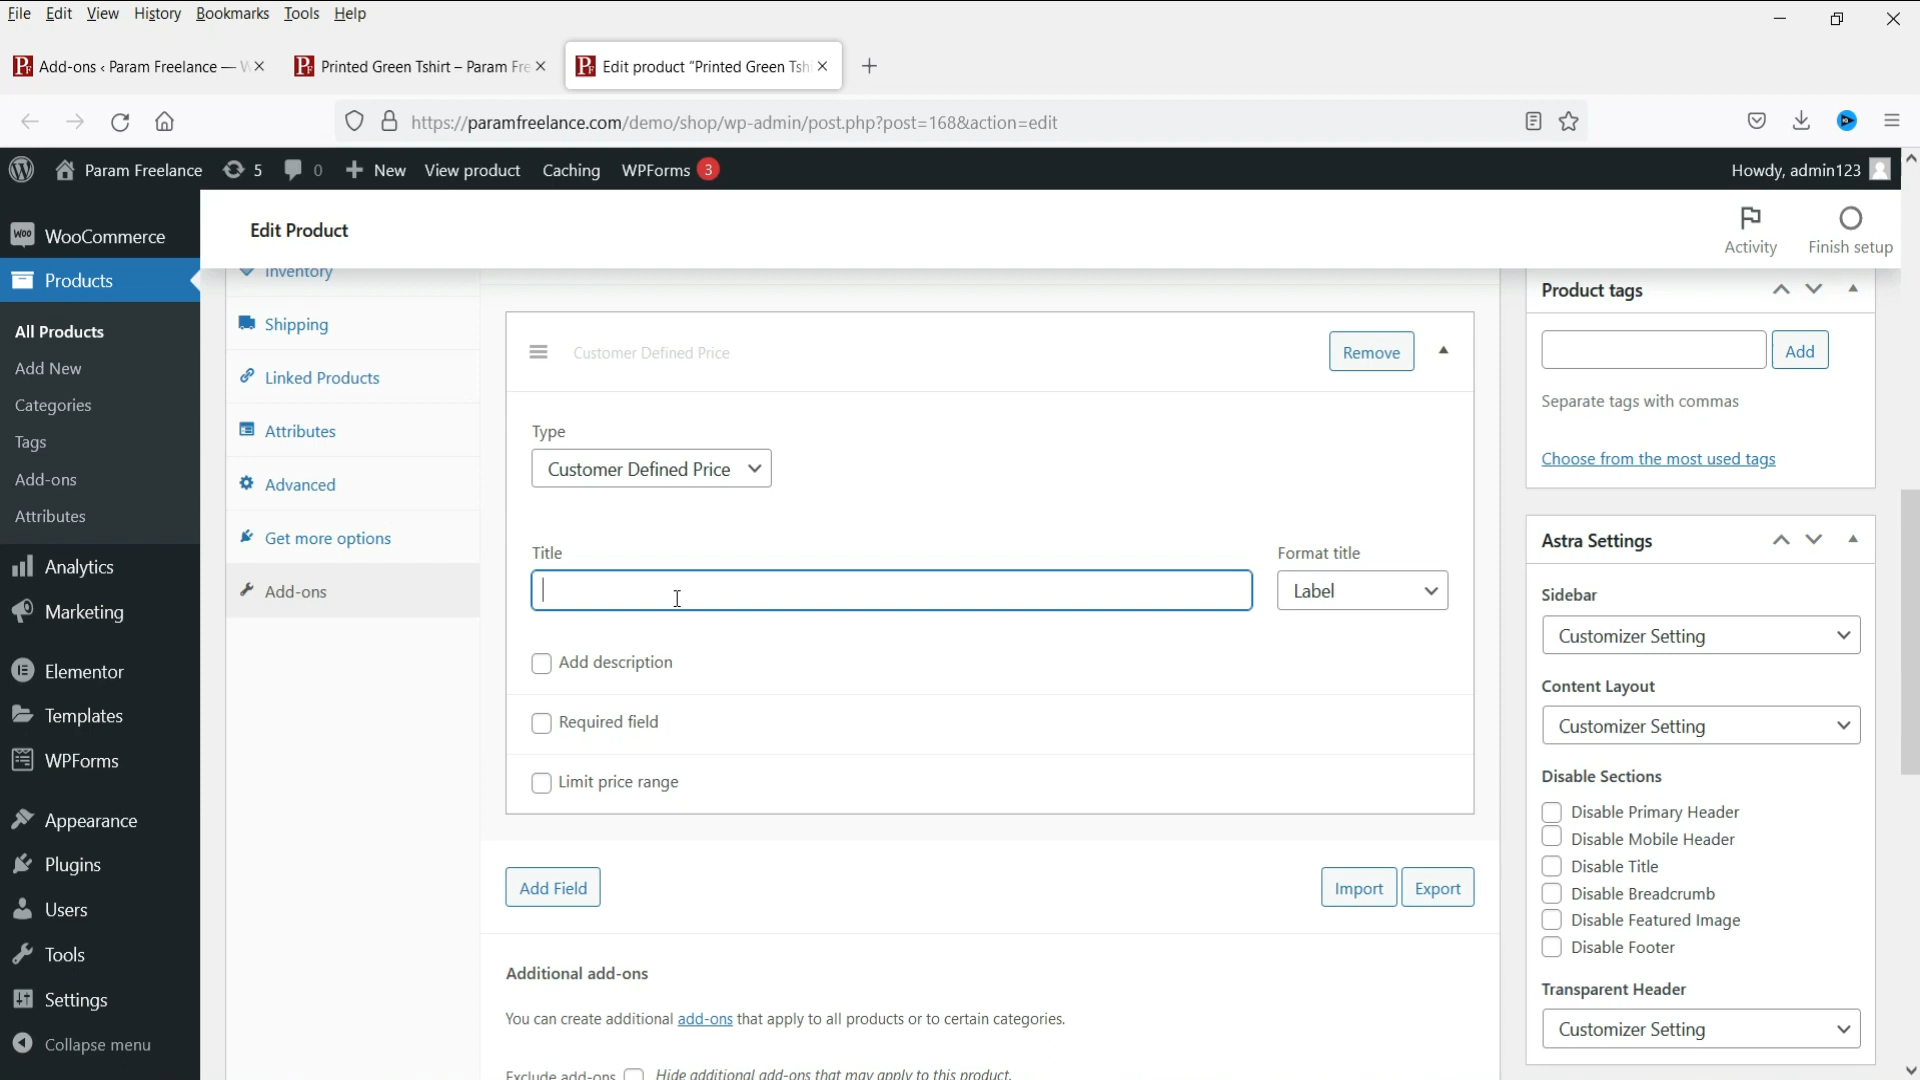 File Edit View History Bookmarks Tools Help
Add-ons ‹ Param Freelance — W
Printed Green Tshirt – Param Fre
Edit product "Printed Green Tsh
https://paramfreelance.com/demo/shop/wp-admin/post.php?post=168&action=edit
Param Freelance 5 0 New View product Caching WPForms 3 Howdy, admin123
Edit Product
Activity
Finish setup
WooCommerce
Products
All Products
Add New
Categories
Tags
Add-ons
Attributes
Analytics
Marketing
Elementor
Templates
WPForms
Appearance
Plugins
Users
Tools
Settings
Collapse menu
Inventory
Shipping
Linked Products
Attributes
Advanced
Get more options
Add-ons
Customer Defined Price
Remove
Type
Customer Defined Price
Title
Format title
Label
Add description
Required field
Limit price range
Add Field
Import
Export
Additional add-ons
You can create additional add-ons that apply to all products or to certain categories.
Exclude add-ons Hide additional add-ons that may apply to this product.
Product tags
Add
Separate tags with commas
Choose from the most used tags
Astra Settings
Sidebar
Customizer Setting
Content Layout
Customizer Setting
Disable Sections
Disable Primary Header
Disable Mobile Header
Disable Title
Disable Breadcrumb
Disable Featured Image
Disable Footer
Transparent Header
Customizer Setting